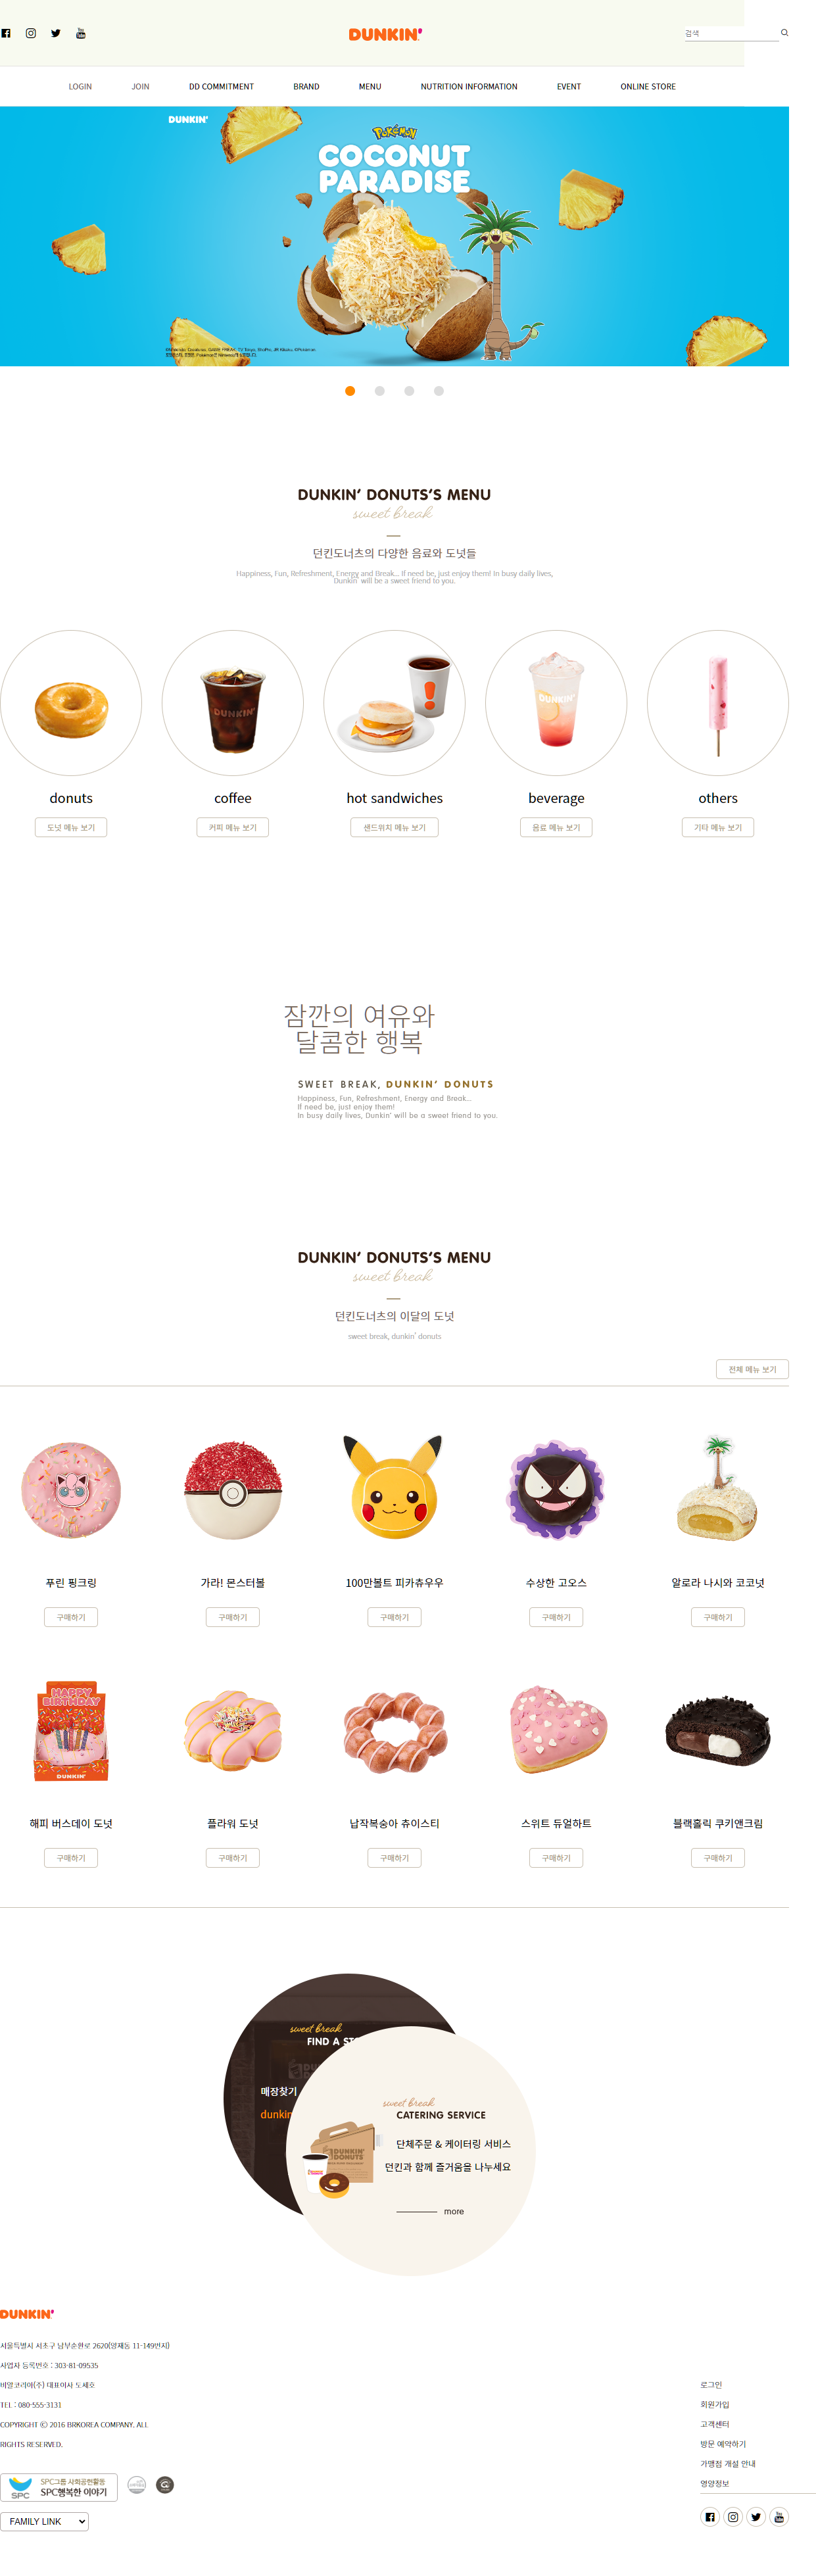 DUNKIN'
검색
LOGIN
JOIN
DD COMMITMENT
BRAND
MENU
NUTRITION INFORMATION
EVENT
ONLINE STORE
DUNKIN'
Pokémon
COCONUT
PARADISE
DUNKIN' DONUTS'S MENU
sweet break
던킨도너츠의 다양한 음료와 도넛들
Happiness, Fun, Refreshment, Energy and Break... If need be, just enjoy them! In busy daily lives,
Dunkin' will be a sweet friend to you.
DUNKIN'
DUNKIN'
donuts
coffee
hot sandwiches
beverage
others
도넛 메뉴 보기
커피 메뉴 보기
샌드위치 메뉴 보기
음료 메뉴 보기
기타 메뉴 보기
잠깐의 여유와
달콤한 행복
SWEET BREAK, DUNKIN' DONUTS
Happiness, Fun, Refreshment, Energy and Break...
If need be, just enjoy them!
In busy daily lives, Dunkin' will be a sweet friend to you.
DUNKIN' DONUTS'S MENU
sweet break
던킨도너츠의 이달의 도넛
sweet break, dunkin' donuts
전체 메뉴 보기
푸린 핑크링
가라! 몬스터볼
100만볼트 피카츄우우
수상한 고오스
알로라 나시와 코코넛
구매하기
구매하기
구매하기
구매하기
구매하기
HAPPY
BIRTHDAY
DUNKIN'
해피 버스데이 도넛
플라워 도넛
납작복숭아 츄이스티
스위트 듀얼하트
블랙홀릭 쿠키앤크림
구매하기
구매하기
구매하기
구매하기
구매하기
sweet break
FIND A STO
매장찾기
dunkin
sweet break
CATERING SERVICE
단체주문 & 케이터링 서비스
던킨과 함께 즐거움을 나누세요
DUNKIN'
DONUTS
more
DUNKIN'
서울특별시 서초구 남부순환로 2620(양재동 11-149번지)
사업자 등록번호 : 303-81-09535
비알코리아(주) 대표이사 도세호
TEL : 080-555-3131
COPYRIGHT ⓒ 2016 BRKOREA COMPANY. ALL
RIGHTS RESERVED.
로그인
회원가입
고객센터
방문 예약하기
가맹점 개설 안내
영양정보
SPC
SPC그룹 사회공헌활동
SPC행복한 이야기
FAMILY LINK